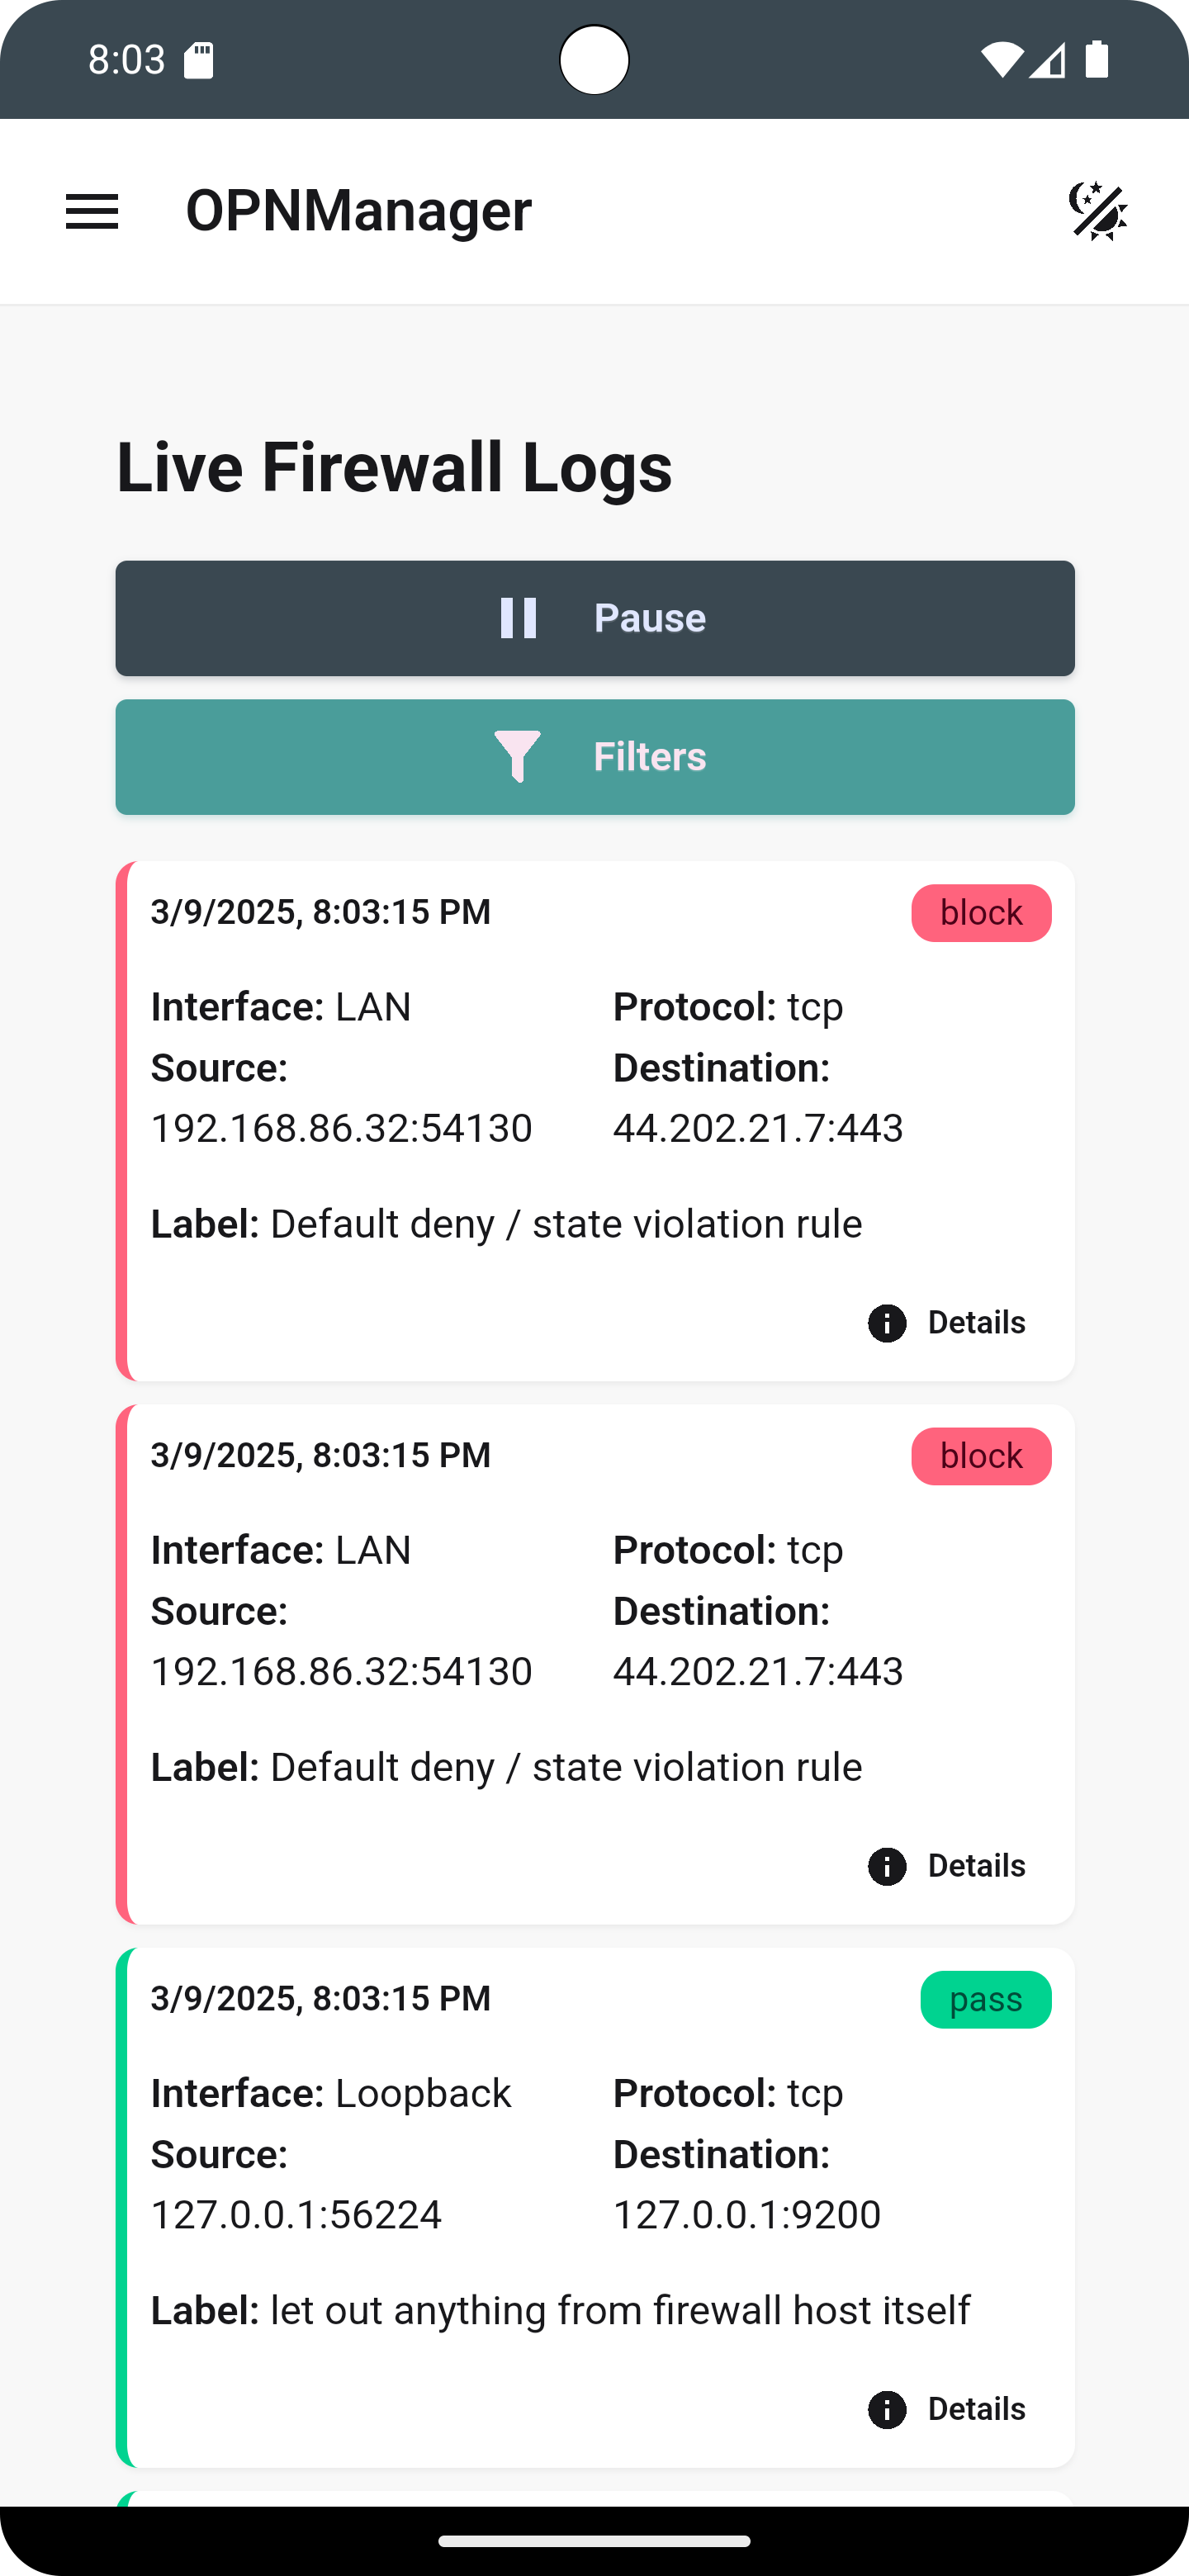 8:03
OPNManager
Live Firewall Logs
Pause
Filters
3/9/2025, 8:03:15 PM block
Interface: LAN Protocol: tcp
Source: Destination:
192.168.86.32:54130 44.202.21.7:443
Label: Default deny / state violation rule
Details
3/9/2025, 8:03:15 PM block
Interface: LAN Protocol: tcp
Source: Destination:
192.168.86.32:54130 44.202.21.7:443
Label: Default deny / state violation rule
Details
3/9/2025, 8:03:15 PM pass
Interface: Loopback Protocol: tcp
Source: Destination:
127.0.0.1:56224 127.0.0.1:9200
Label: let out anything from firewall host itself
Details